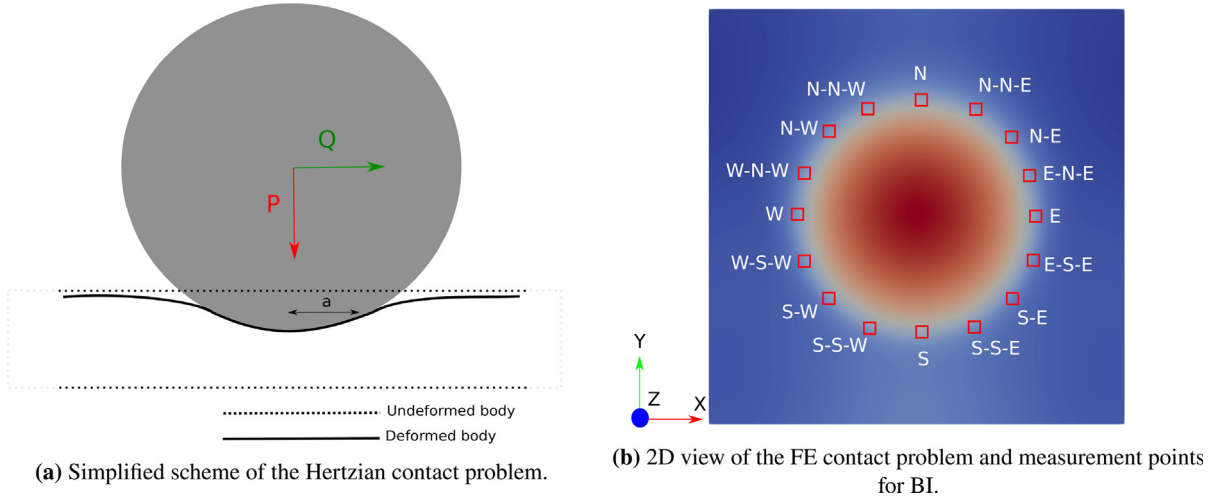 Q
P
a
Undeformed body
Deformed body
(a) Simplified scheme of the Hertzian contact problem.
N
N-N-W
N-N-E
N-W
N-E
W-N-W
E-N-E
W
E
W-S-W
E-S-E
S-W
S-E
S-S-W
S
S-S-E
Y
Z
X
(b) 2D view of the FE contact problem and measurement points
for BI.